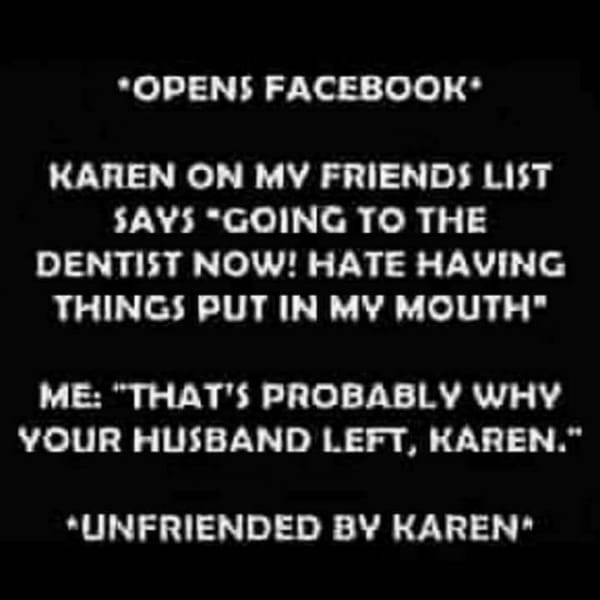 *OPENS FACEBOOK*
KAREN ON MY FRIENDS LIST
SAYS "GOING TO THE
DENTIST NOW! HATE HAVING
THINGS PUT IN MY MOUTH"
ME: "THAT'S PROBABLY WHY
YOUR HUSBAND LEFT, KAREN."
*UNFRIENDED BY KAREN*